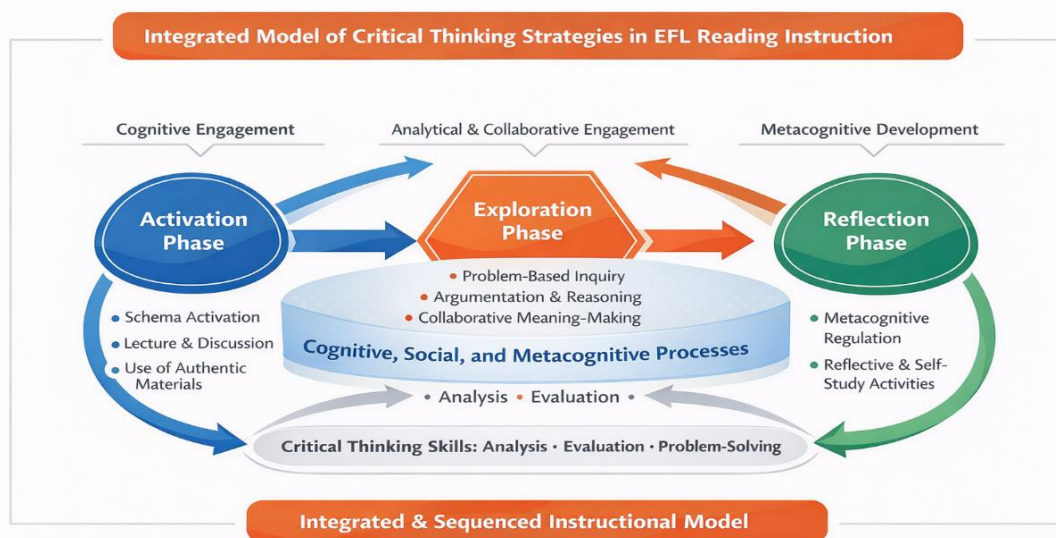 Integrated Model of Critical Thinking Strategies in EFL Reading Instruction
Cognitive Engagement
Analytical & Collaborative Engagement
Metacognitive Development
Activation
Phase
Exploration
Phase
Reflection
Phase
• Schema Activation
• Lecture & Discussion
• Use of Authentic
Materials
• Problem-Based Inquiry
• Argumentation & Reasoning
• Collaborative Meaning-Making
• Metacognitive
Regulation
• Reflective & Self-
Study Activities
Cognitive, Social, and Metacognitive Processes
• Analysis • Evaluation •
Critical Thinking Skills: Analysis · Evaluation · Problem-Solving
Integrated & Sequenced Instructional Model